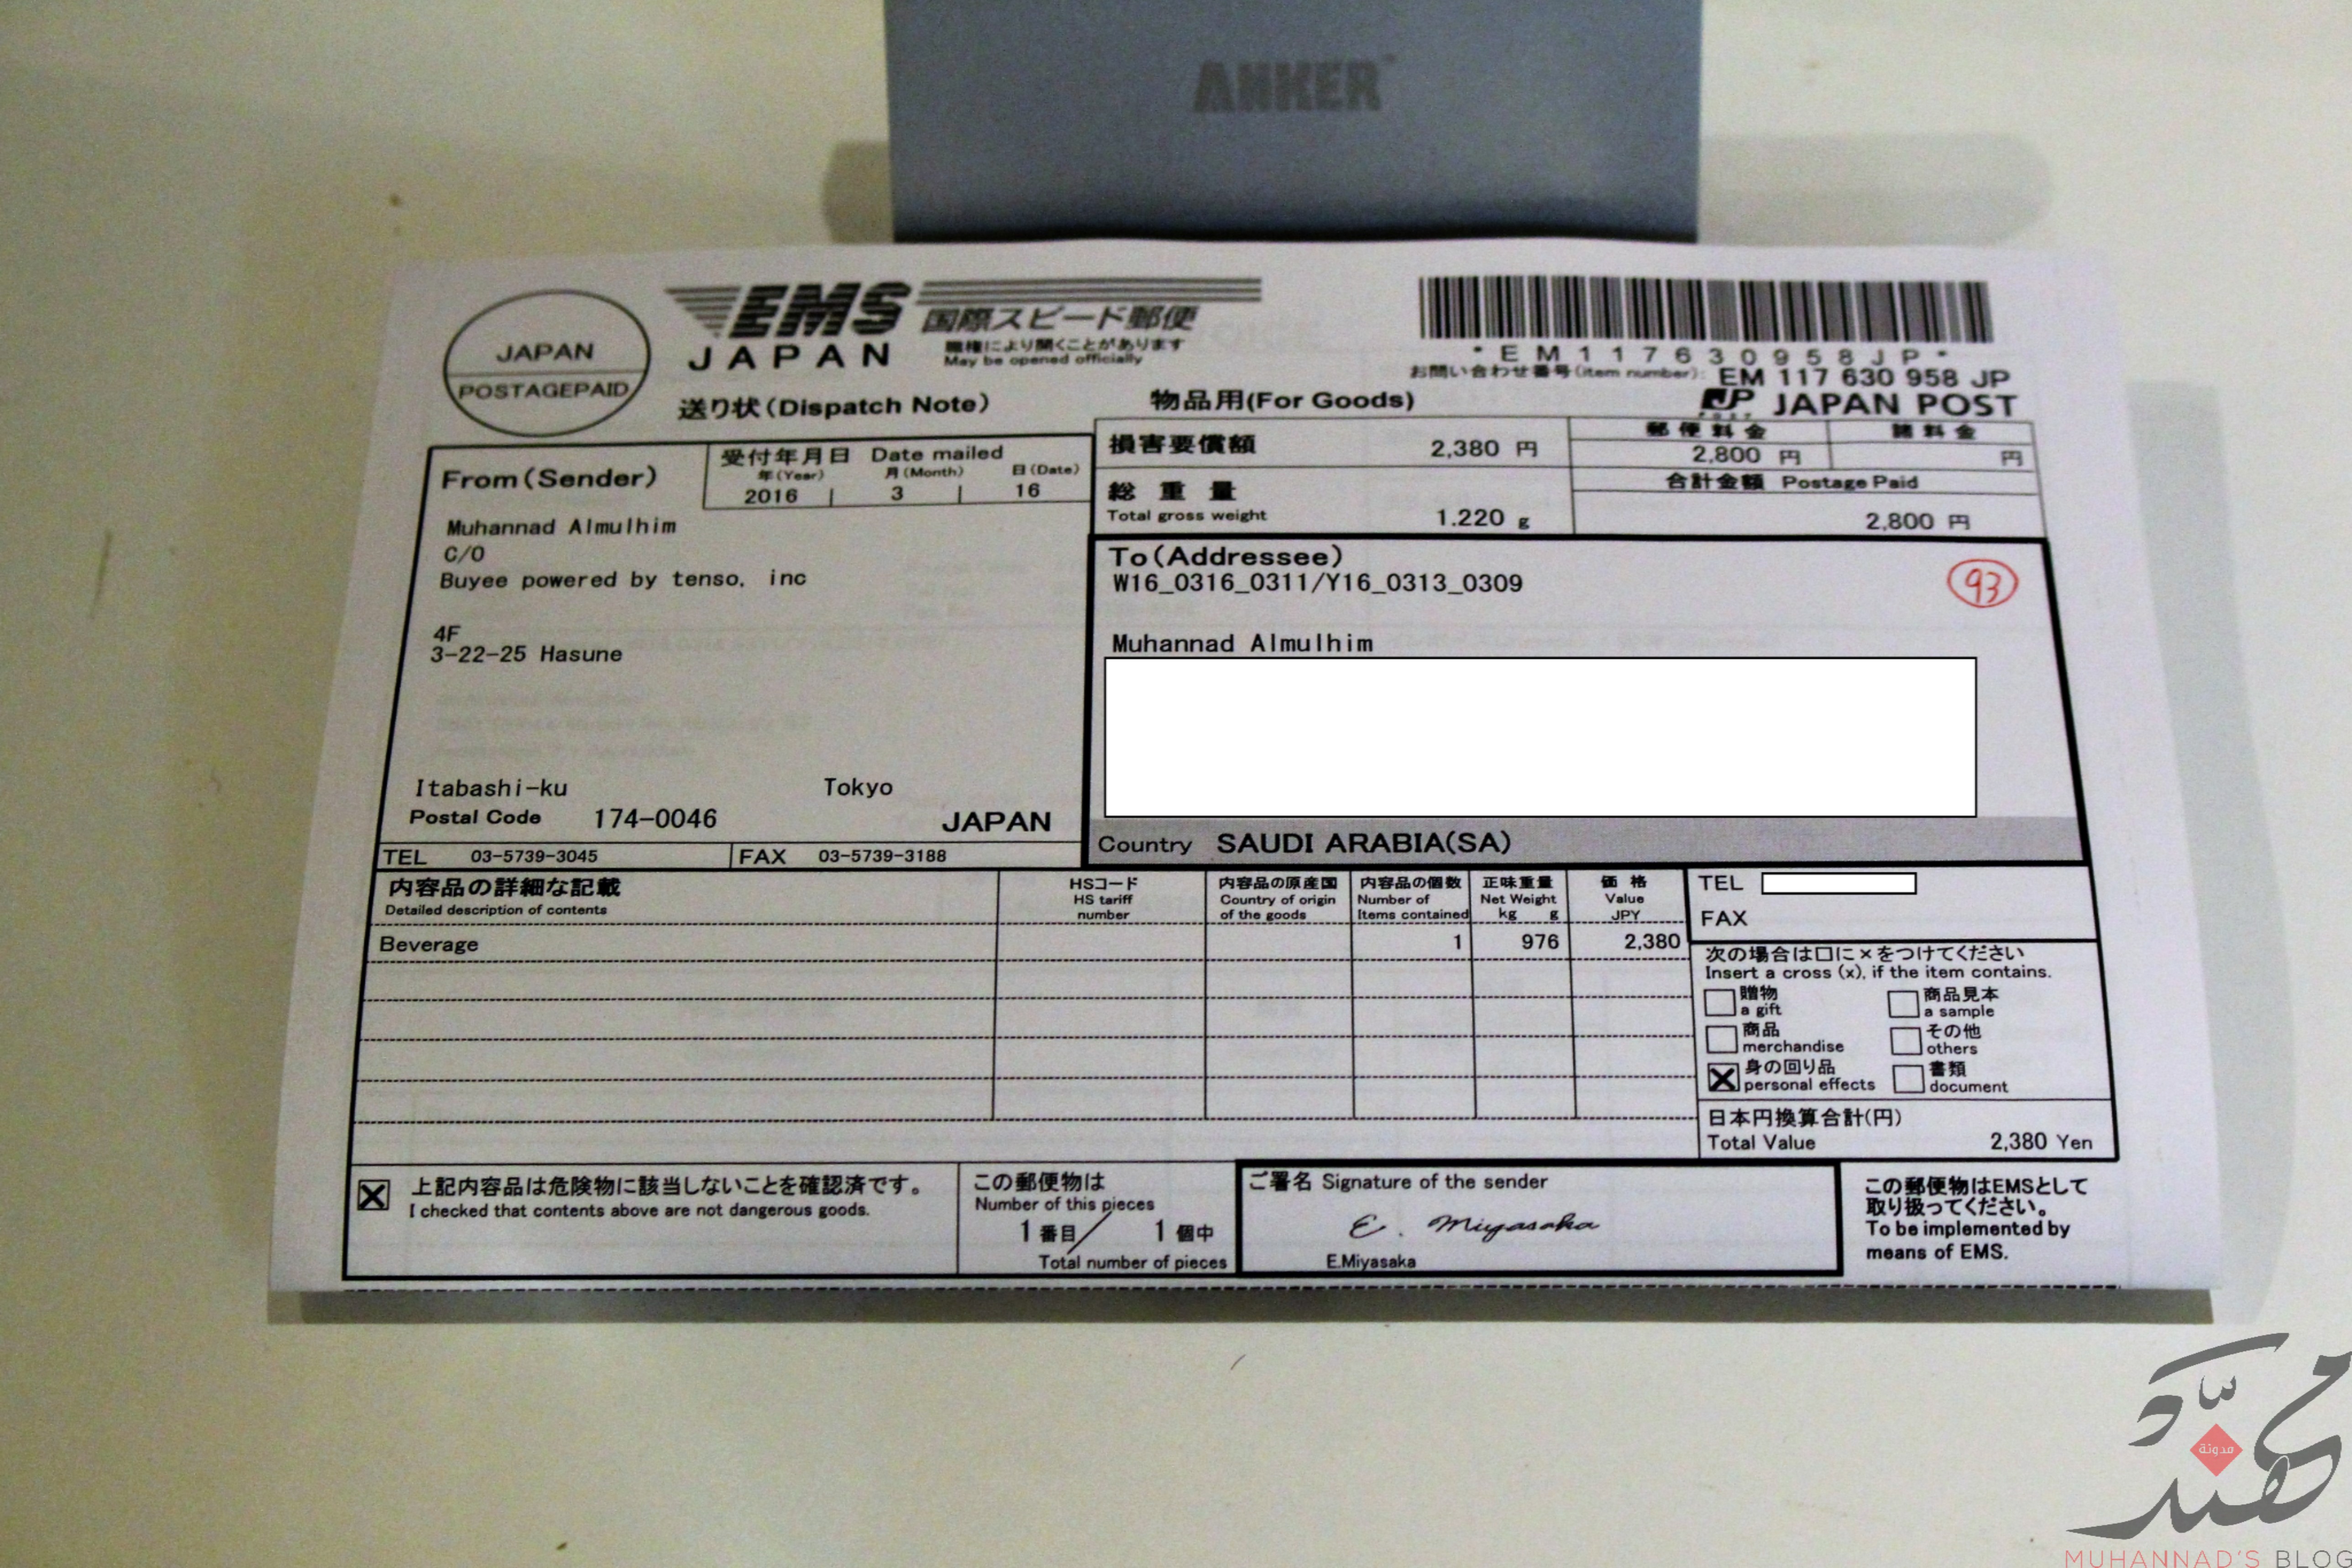 ANKER
JAPAN
POSTAGEPAID
EMS 国際スピード郵便
JAPAN
職権により開くことがあります
May be opened officially
送り状(Dispatch Note)
物品用(For Goods)
*EM117630958JP*
お問い合わせ番号(item number): EM 117 630 958 JP
JP JAPAN POST
From(Sender)
受付年月日 Date mailed
年(Year) 月(Month) 日(Date)
2016 3 16
Muhannad Almulhim
C/O
Buyee powered by tenso, inc
4F
3-22-25 Hasune
Itabashi-ku Tokyo
Postal Code 174-0046 JAPAN
TEL 03-5739-3045 FAX 03-5739-3188
損害要償額 2,380 円
総重量
Total gross weight 1.220 g
郵便料金 諸料金
2,800 円 円
合計金額 Postage Paid
2,800 円
To(Addressee)
W16_0316_0311/Y16_0313_0309
93
Muhannad Almulhim
Country SAUDI ARABIA(SA)
TEL
FAX
内容品の詳細な記載
Detailed description of contents
HSコード
HS tariff
number
内容品の原産国
Country of origin
of the goods
内容品の個数
Number of
Items contained
正味重量
Net Weight
kg g
価格
Value
JPY
Beverage 1 976 2,380
次の場合は口に×をつけてください
Insert a cross (x), if the item contains.
贈物
a gift
商品見本
a sample
商品
merchandise
その他
others
身の回り品
personal effects
書類
document
日本円換算合計(円)
Total Value 2,380 Yen
上記内容品は危険物に該当しないことを確認済です。
I checked that contents above are not dangerous goods.
この郵便物は
Number of this pieces
1 番目/ 1 個中
Total number of pieces
ご署名 Signature of the sender
E. Miyasaka
E.Miyasaka
この郵便物はEMSとして
取り扱ってください。
To be implemented by
means of EMS.
مهند
مدونة
MUHANNAD'S BLOG